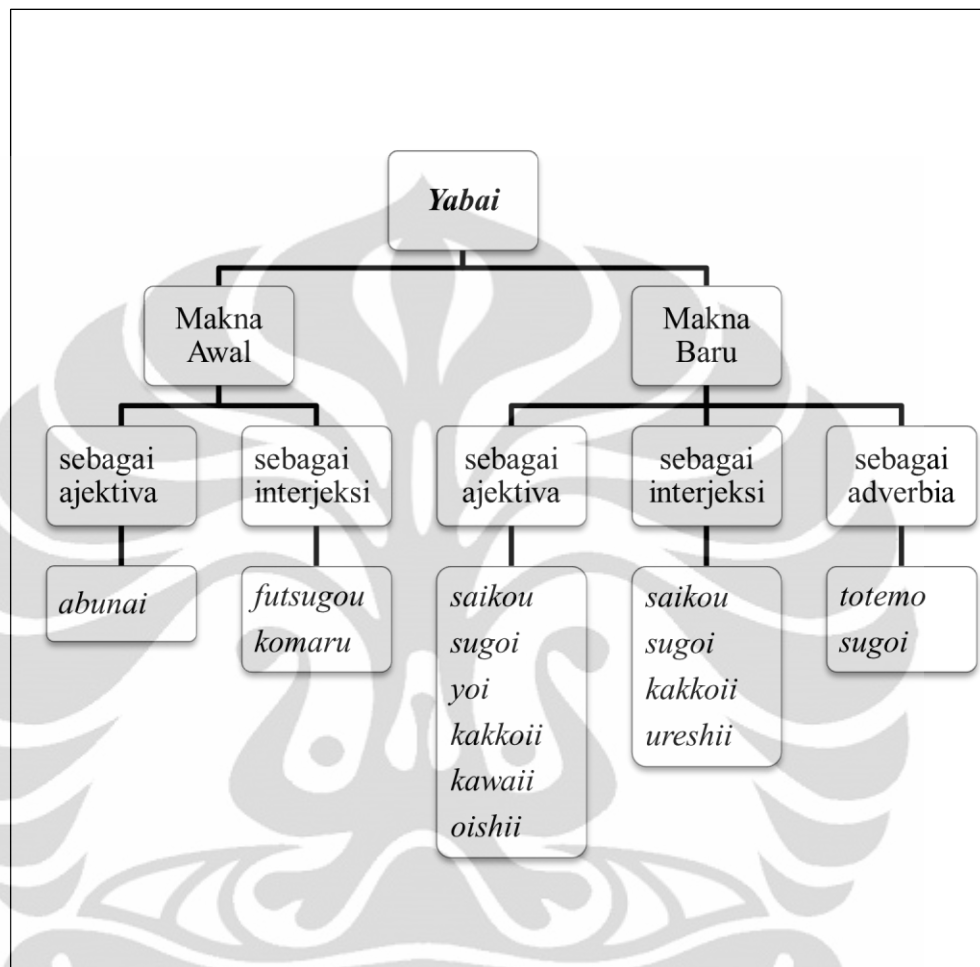 Yabai
Makna
Awal
Makna
Baru
sebagai
ajektiva
sebagai
interjeksi
sebagai
ajektiva
sebagai
interjeksi
sebagai
adverbia
abunai
futsugou
komaru
saikou
sugoi
yoi
kakkoii
kawaii
oishii
saikou
sugoi
kakkoii
ureshii
totemo
sugoi